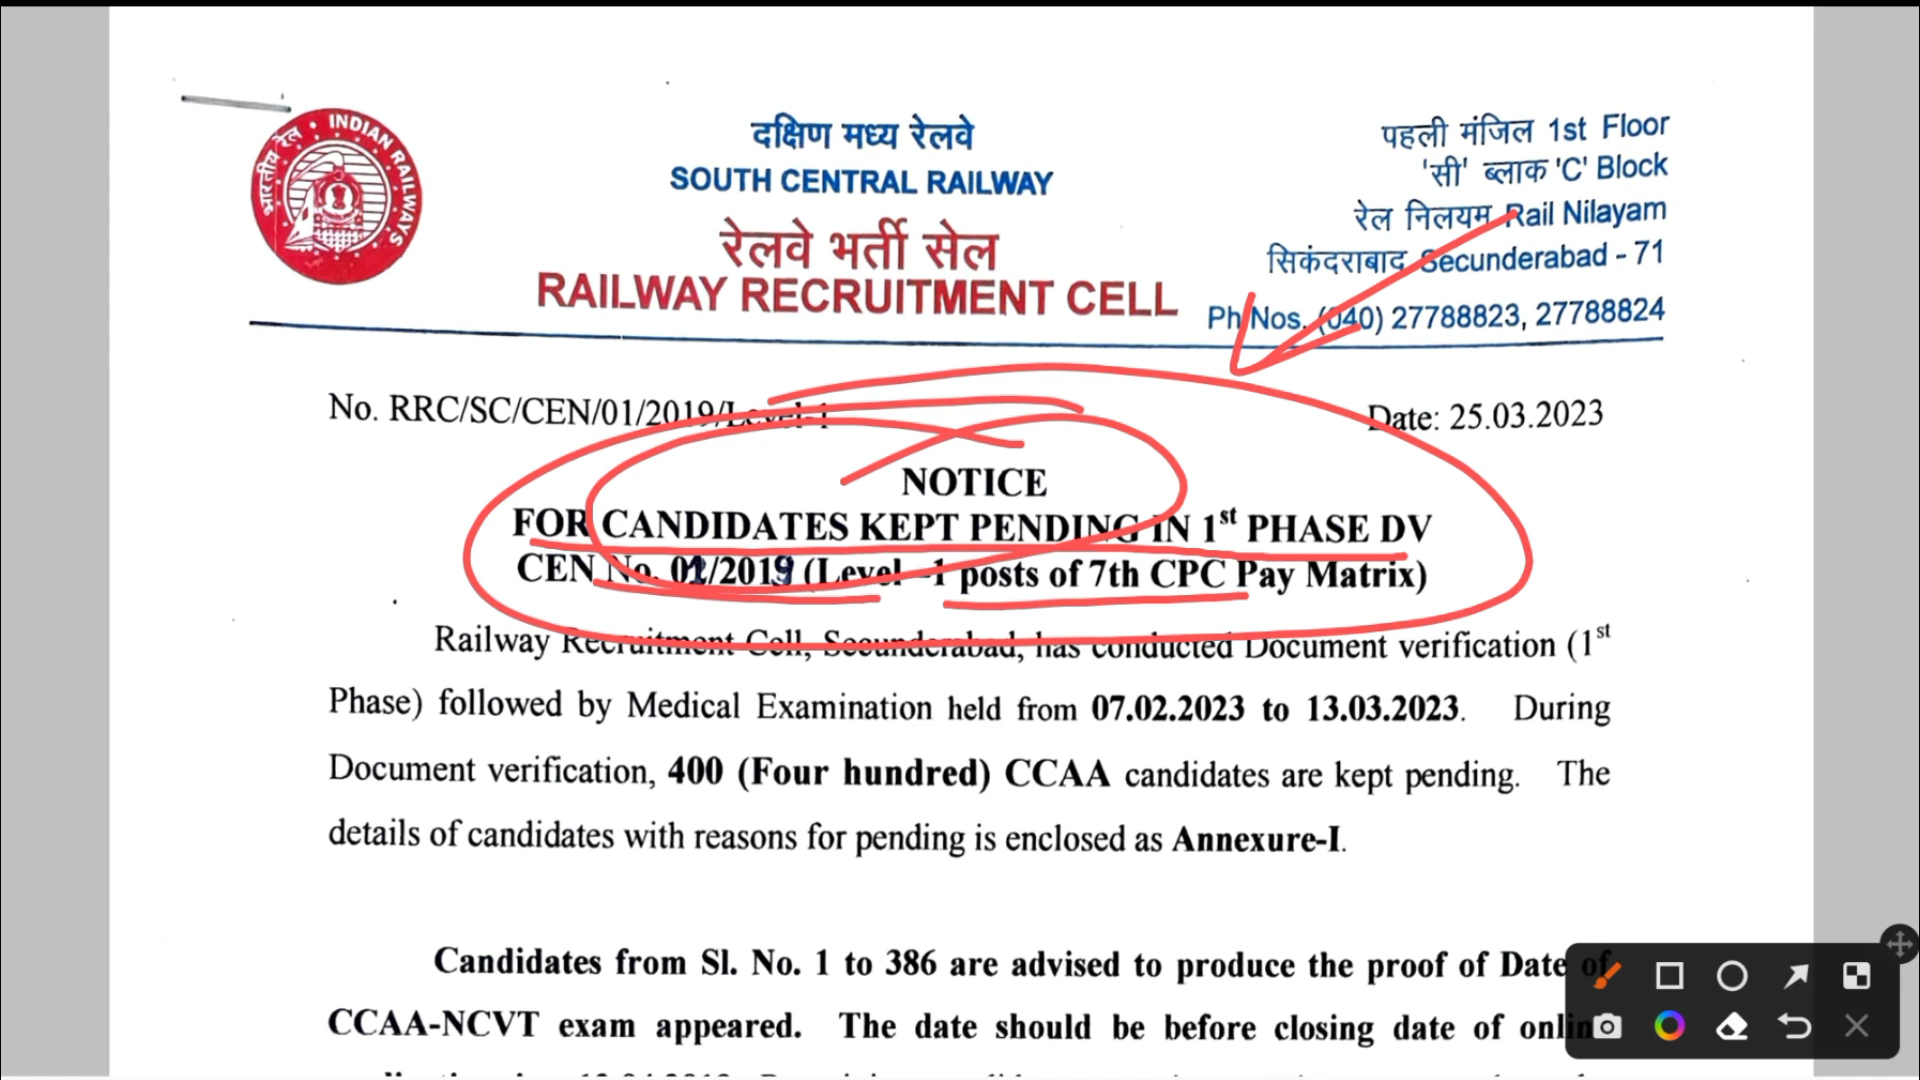 भारतीय रेल • INDIAN RAILWAYS
दक्षिण मध्य रेलवे
SOUTH CENTRAL RAILWAY
रेलवे भर्ती सेल
RAILWAY RECRUITMENT CELL
पहली मंजिल 1st Floor
'सी' ब्लाक 'C' Block
रेल निलयम Rail Nilayam
सिकंदराबाद Secunderabad - 71
Ph Nos. (040) 27788823, 27788824
No. RRC/SC/CEN/01/2019/Level-1
Date: 25.03.2023
NOTICE
FOR CANDIDATES KEPT PENDING IN 1st PHASE DV
CEN No. 01/2019 (Level -1 posts of 7th CPC Pay Matrix)
Railway Recruitment Cell, Secunderabad, has conducted Document verification (1st
Phase) followed by Medical Examination held from 07.02.2023 to 13.03.2023. During
Document verification, 400 (Four hundred) CCAA candidates are kept pending. The
details of candidates with reasons for pending is enclosed as Annexure-I.
Candidates from Sl. No. 1 to 386 are advised to produce the proof of Date of
CCAA-NCVT exam appeared. The date should be before closing date of